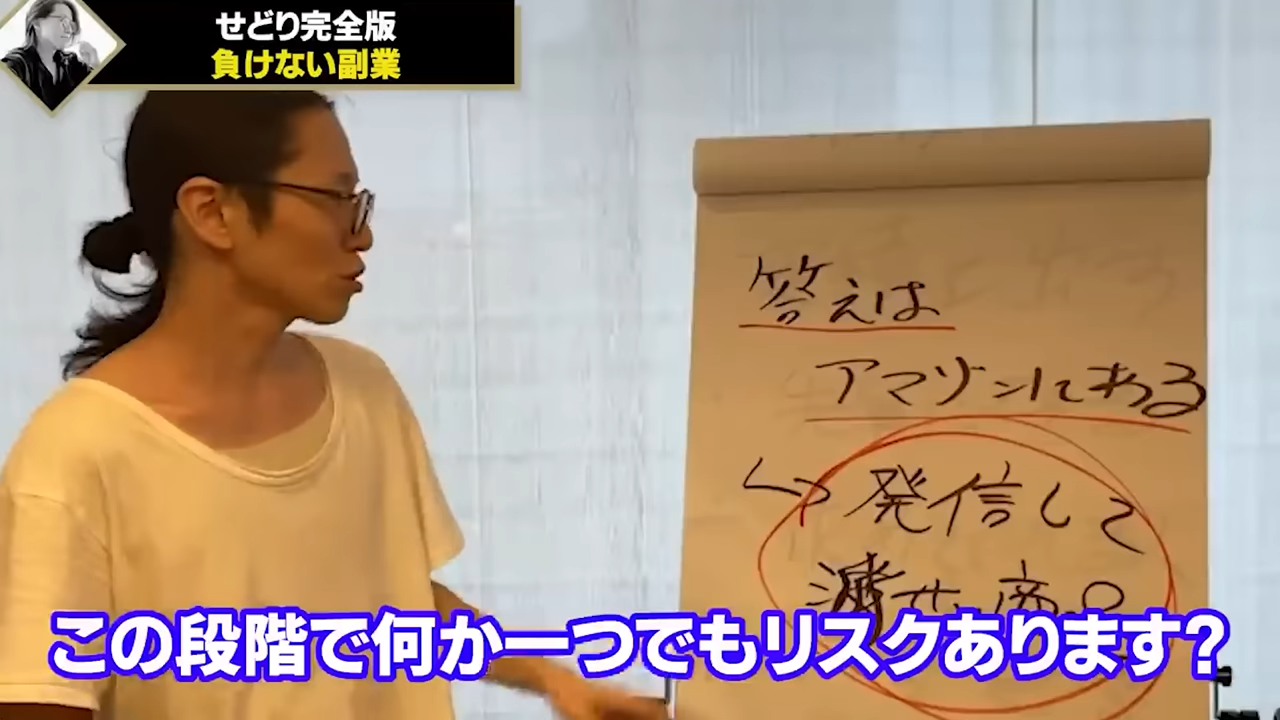 せどり完全版
負けない副業
答えは
アマゾンにある
発信して
この段階で何か一つでもリスクあります?